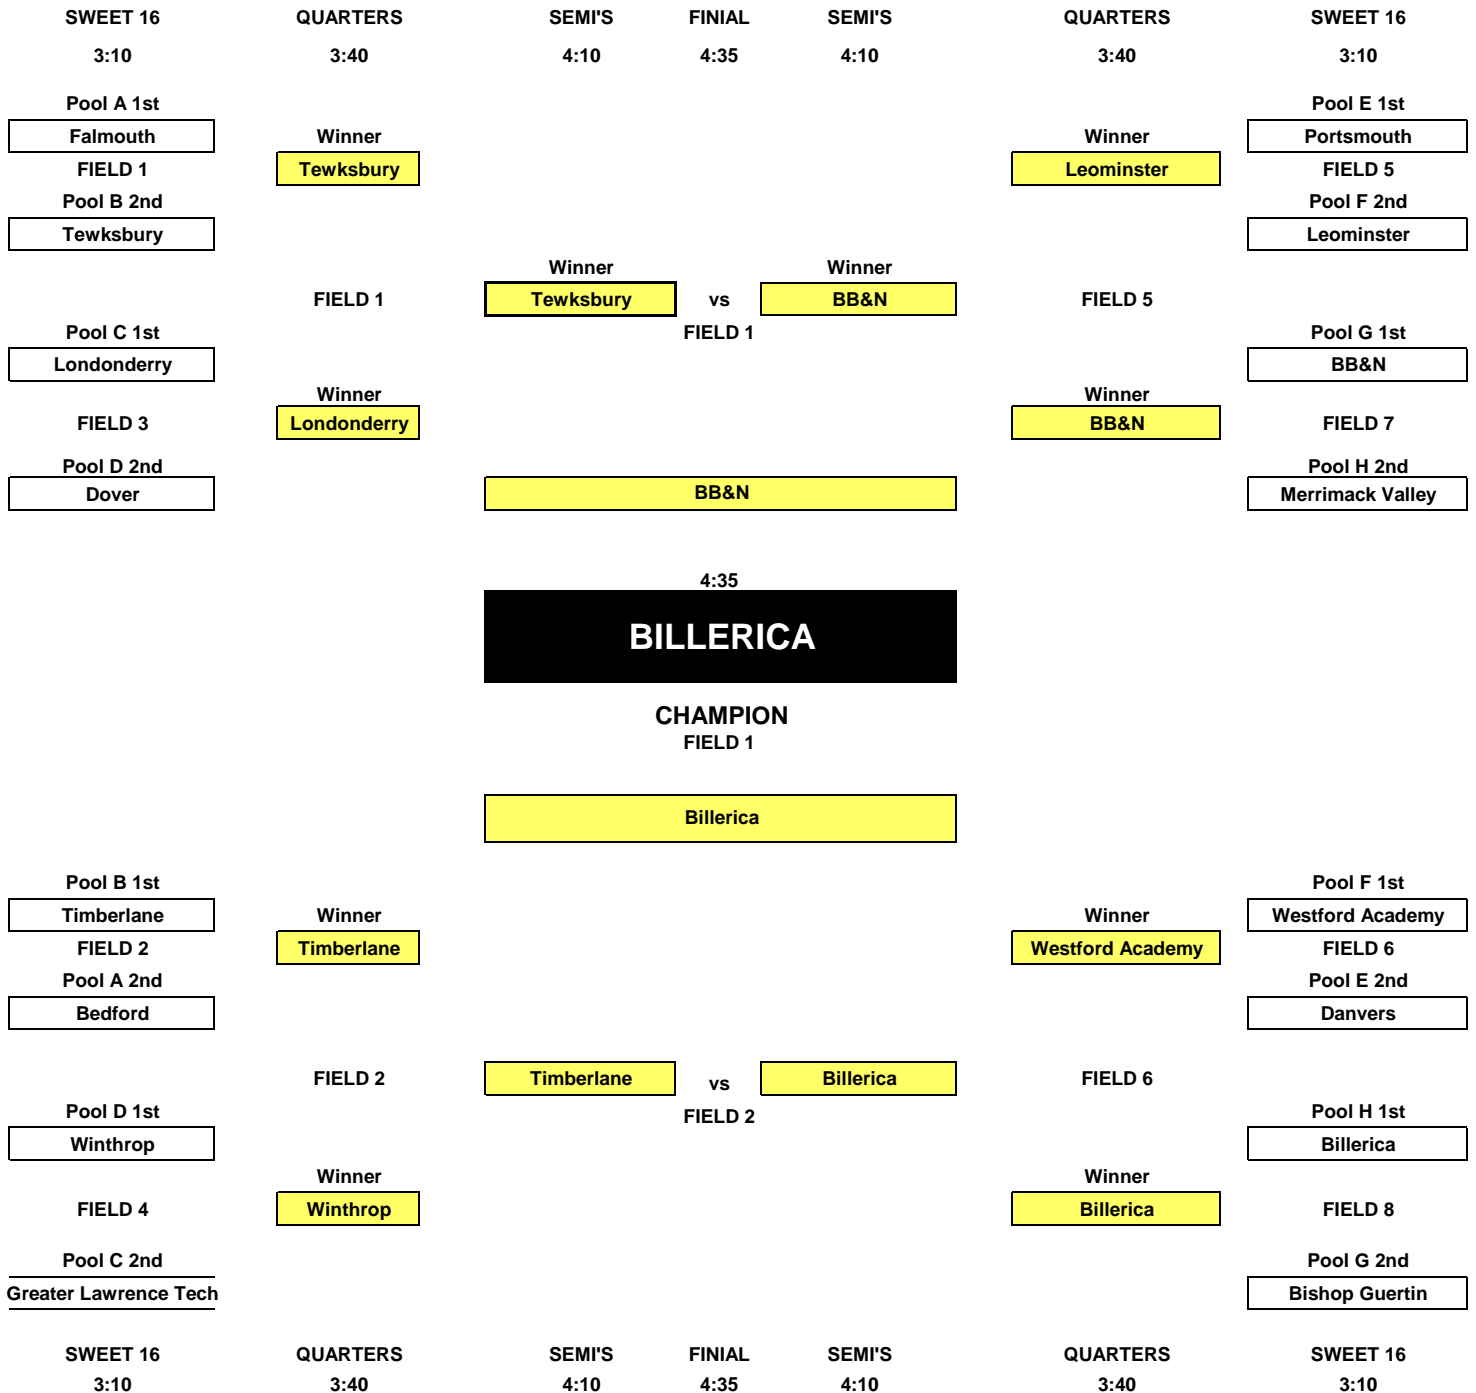 SWEET 16 QUARTERS SEMI'S FINIAL SEMI'S QUARTERS SWEET 16
3:10 3:40 4:10 4:35 4:10 3:40 3:10
Pool A 1st Pool E 1st
Falmouth Winner Winner Portsmouth
FIELD 1 Tewksbury Leominster FIELD 5
Pool B 2nd Pool F 2nd
Tewksbury Leominster
Winner Winner
FIELD 1 Tewksbury vs BB&N FIELD 5
Pool C 1st FIELD 1 Pool G 1st
Londonderry BB&N
Winner Winner
FIELD 3 Londonderry BB&N FIELD 7
Pool D 2nd Pool H 2nd
Dover BB&N Merrimack Valley
4:35
BILLERICA
CHAMPION
FIELD 1
Billerica
Pool B 1st Pool F 1st
Timberlane Winner Winner Westford Academy
FIELD 2 Timberlane Westford Academy FIELD 6
Pool A 2nd Pool E 2nd
Bedford Danvers
FIELD 2 Timberlane vs Billerica FIELD 6
Pool D 1st FIELD 2 Pool H 1st
Winthrop Billerica
Winner Winner
FIELD 4 Winthrop Billerica FIELD 8
Pool C 2nd Pool G 2nd
Greater Lawrence Tech Bishop Guertin
SWEET 16 QUARTERS SEMI'S FINIAL SEMI'S QUARTERS SWEET 16
3:10 3:40 4:10 4:35 4:10 3:40 3:10